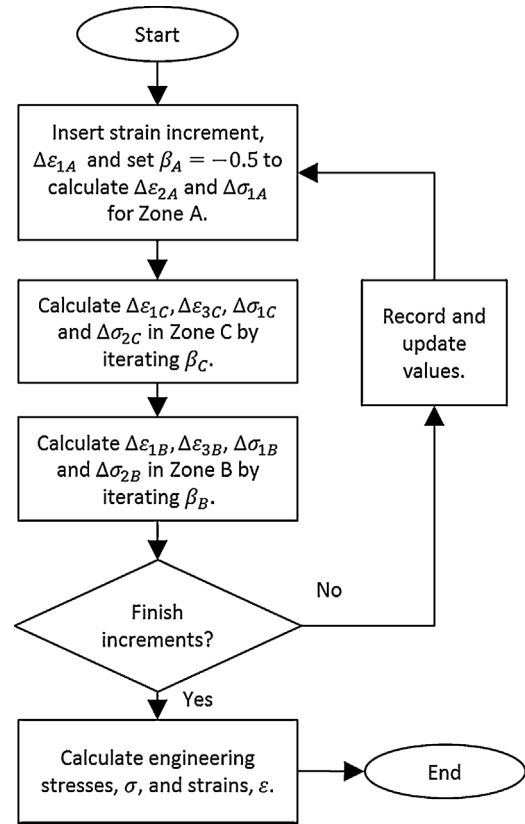 Start
Insert strain increment,
Δε₁A and set βA = −0.5 to
calculate Δε₂A and Δσ₁A
for Zone A.
Calculate Δε₁C, Δε₃C, Δσ₁C
and Δσ₂C in Zone C by
iterating βC.
Calculate Δε₁B, Δε₃B, Δσ₁B
and Δσ₂B in Zone B by
iterating βB.
Finish
increments?
No
Record and
update
values.
Yes
Calculate engineering
stresses, σ, and strains, ε.
End